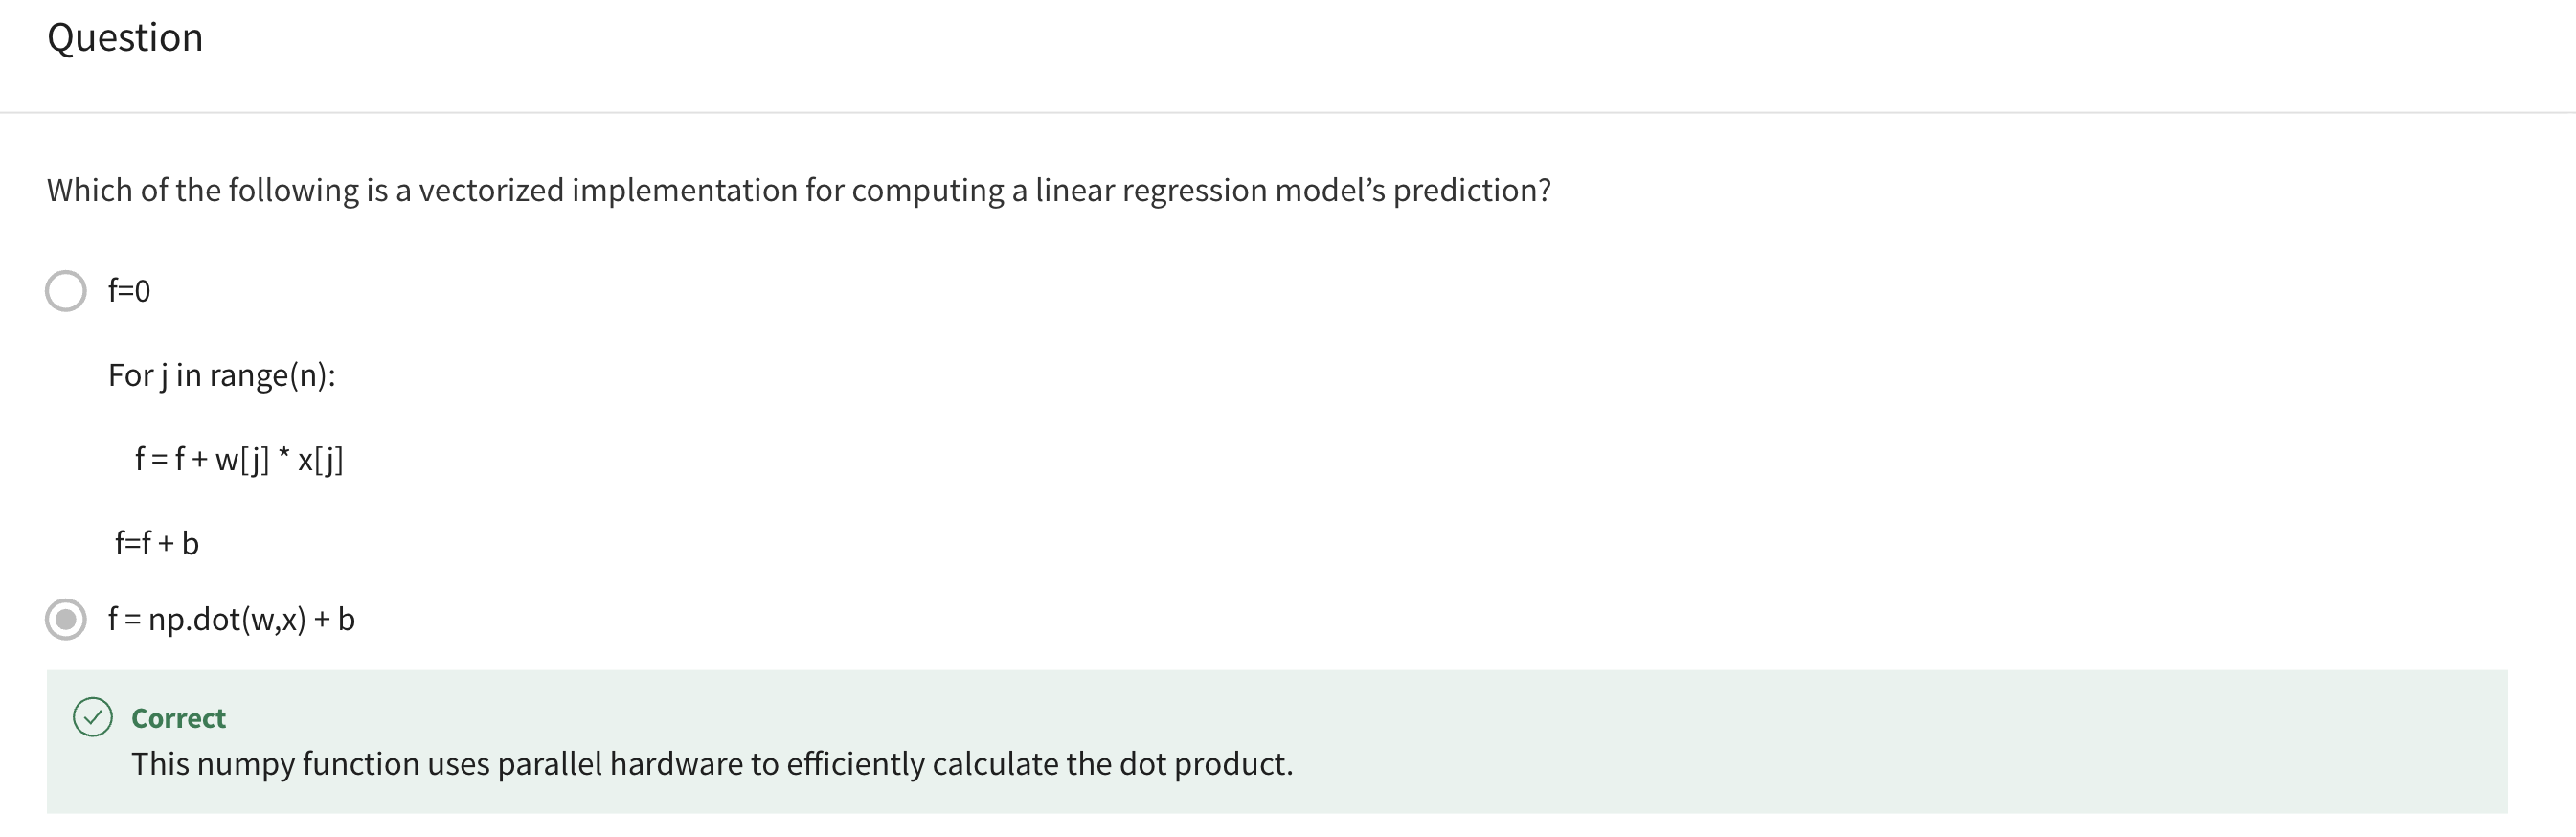 Question
Which of the following is a vectorized implementation for computing a linear regression model’s prediction?
f=0
For j in range(n):
f = f + w[j] * x[j]
f=f + b
f = np.dot(w,x) + b
Correct
This numpy function uses parallel hardware to efficiently calculate the dot product.